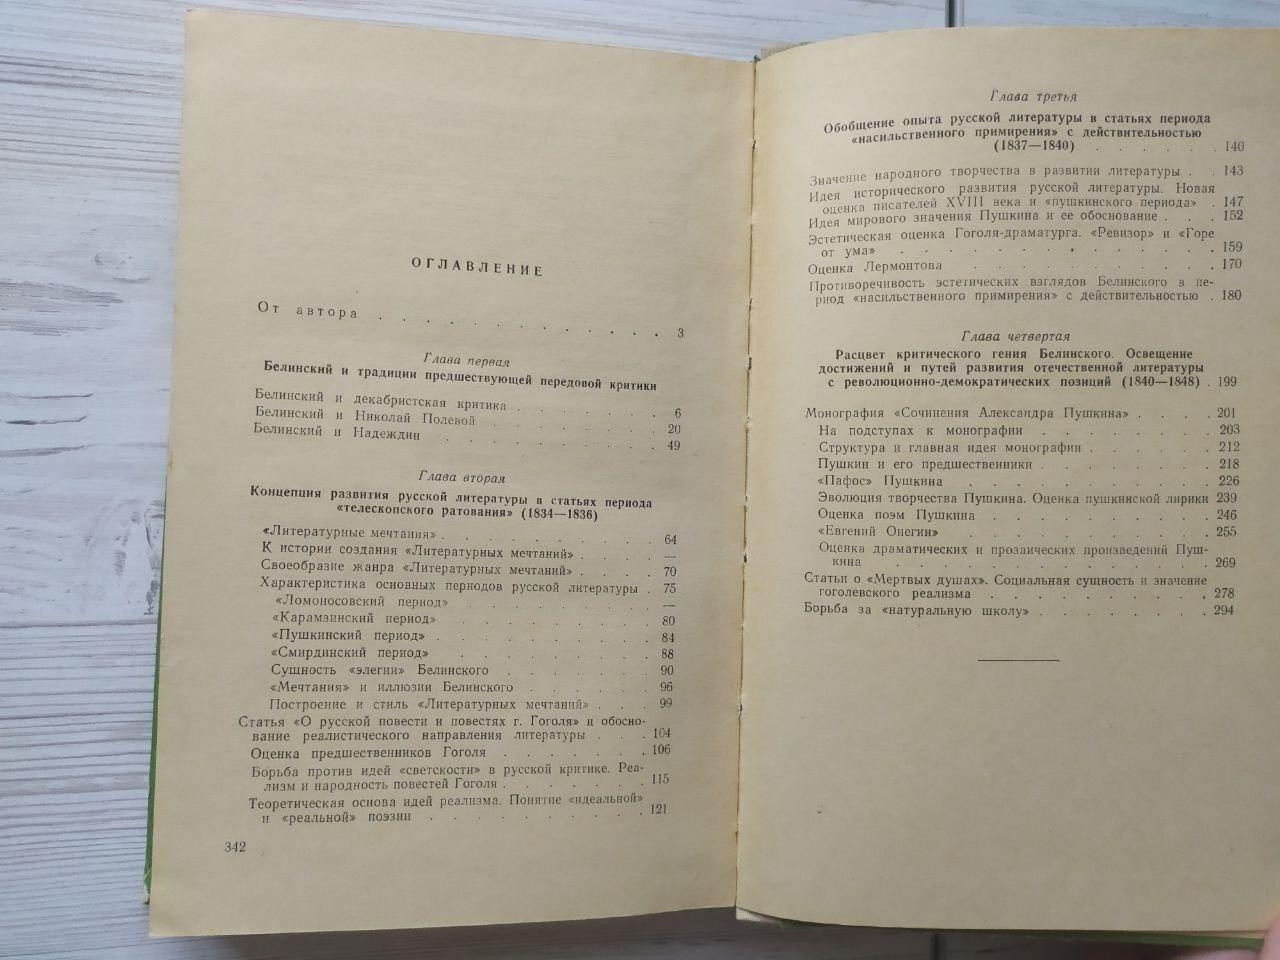 ОГЛАВЛЕНИЕ
От автора . . . . . . . . . . . . . 3
Глава первая
Белинский и традиции предшествующей передовой критики
Белинский и декабристская критика . . . . . . 6
Белинский и Николай Полевой . . . . . . . 20
Белинский и Надеждин . . . . . . . . 49
Глава вторая
Концепция развития русской литературы в статьях периода
«телескопского ратования» (1834—1836)
«Литературные мечтания» . . . . . . . . . 64
К истории создания «Литературных мечтаний» . . . . —
Своеобразие жанра «Литературных мечтаний» . . . . 70
Характеристика основных периодов русской литературы . 75
«Ломоносовский период» . . . . . . . . —
«Карамзинский период» . . . . . . . . 80
«Пушкинский период» . . . . . . . . . 84
«Смирдинский период» . . . . . . . . 88
Сущность «элегии» Белинского . . . . . . 90
«Мечтания» и иллюзии Белинского . . . . . . 96
Построение и стиль «Литературных мечтаний» . . . 99
Статья «О русской повести и повестях г. Гоголя» и обосно-
вание реалистического направления литературы . . . 104
Оценка предшественников Гоголя . . . . . . 106
Борьба против идей «светскости» в русской критике. Реа-
лизм и народность повестей Гоголя . . . . . . . 115
Теоретическая основа идей реализма. Понятие «идеальной»
и «реальной» поэзии . . . . . . . . . . 121
342
Глава третья
Обобщение опыта русской литературы в статьях периода
«насильственного примирения» с действительностью
(1837—1840) . . . . . . 140
Значение народного творчества в развитии литературы . . 143
Идея исторического развития русской литературы. Новая
оценка писателей XVIII века и «пушкинского периода» . 147
Идея мирового значения Пушкина и ее обоснование . . . 152
Эстетическая оценка Гоголя-драматурга. «Ревизор» и «Горе
от ума» . . . . . . . . . . . . 159
Оценка Лермонтова . . . . . . . . . . 170
Противоречивость эстетических взглядов Белинского в пе-
риод «насильственного примирения» с действительностью . 180
Глава четвертая
Расцвет критического гения Белинского. Освещение
достижений и путей развития отечественной литературы
с революционно-демократических позиций (1840—1848) . 199
Монография «Сочинения Александра Пушкина» . . . . 201
На подступах к монографии . . . . . . . . 203
Структура и главная идея монографии . . . . . . 212
Пушкин и его предшественники . . . . . . . . 218
«Пафос» Пушкина . . . . . . . . . . . 226
Эволюция творчества Пушкина. Оценка пушкинской лирики 239
Оценка поэм Пушкина . . . . . . . . . . 246
«Евгений Онегин» . . . . . . . . . . . 255
Оценка драматических и прозаических произведений Пуш-
кина . . . . . . . . . . . . . . 269
Статьи о «Мертвых душах». Социальная сущность и значение
гоголевского реализма . . . . . . . . . . 278
Борьба за «натуральную школу» . . . . . . . 294